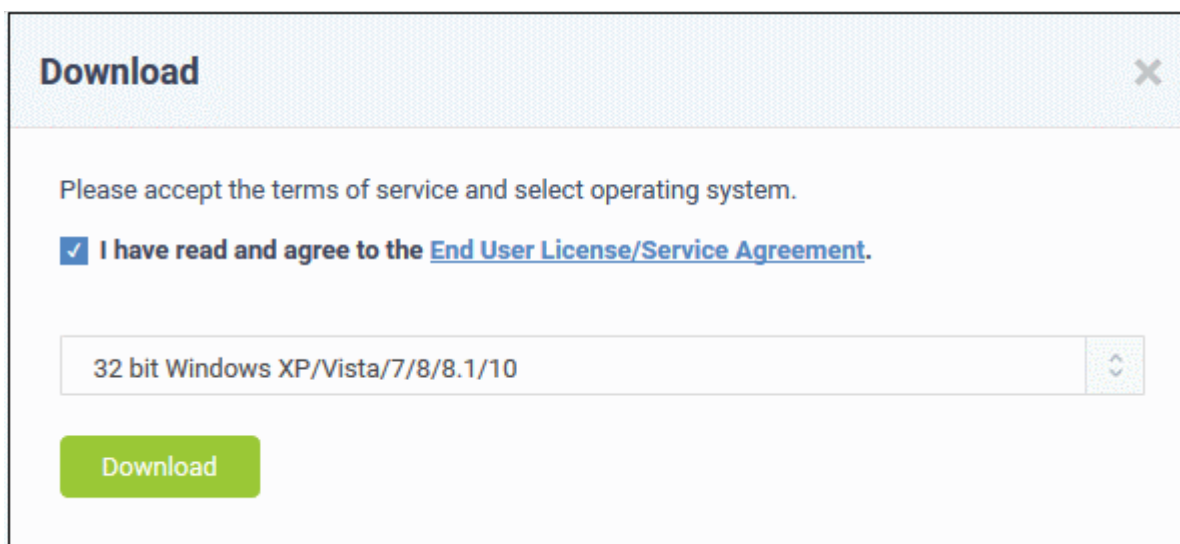 Download
Please accept the terms of service and select operating system.
I have read and agree to the End User License/Service Agreement.
32 bit Windows XP/Vista/7/8/8.1/10
Download